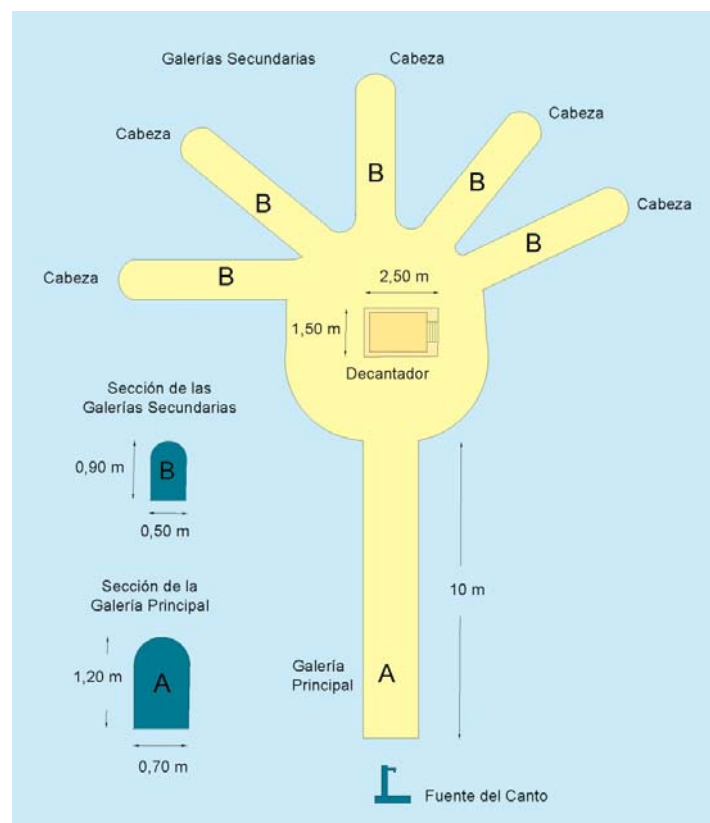 Galerías Secundarias
Cabeza
Cabeza
Cabeza
Cabeza
Cabeza
B
B
B
B
B
2,50 m
1,50 m
Decantador
Sección de las
Galerías Secundarias
0,90 m
B
0,50 m
Sección de la
Galería Principal
1,20 m
A
0,70 m
10 m
Galería
Principal
A
Fuente del Canto